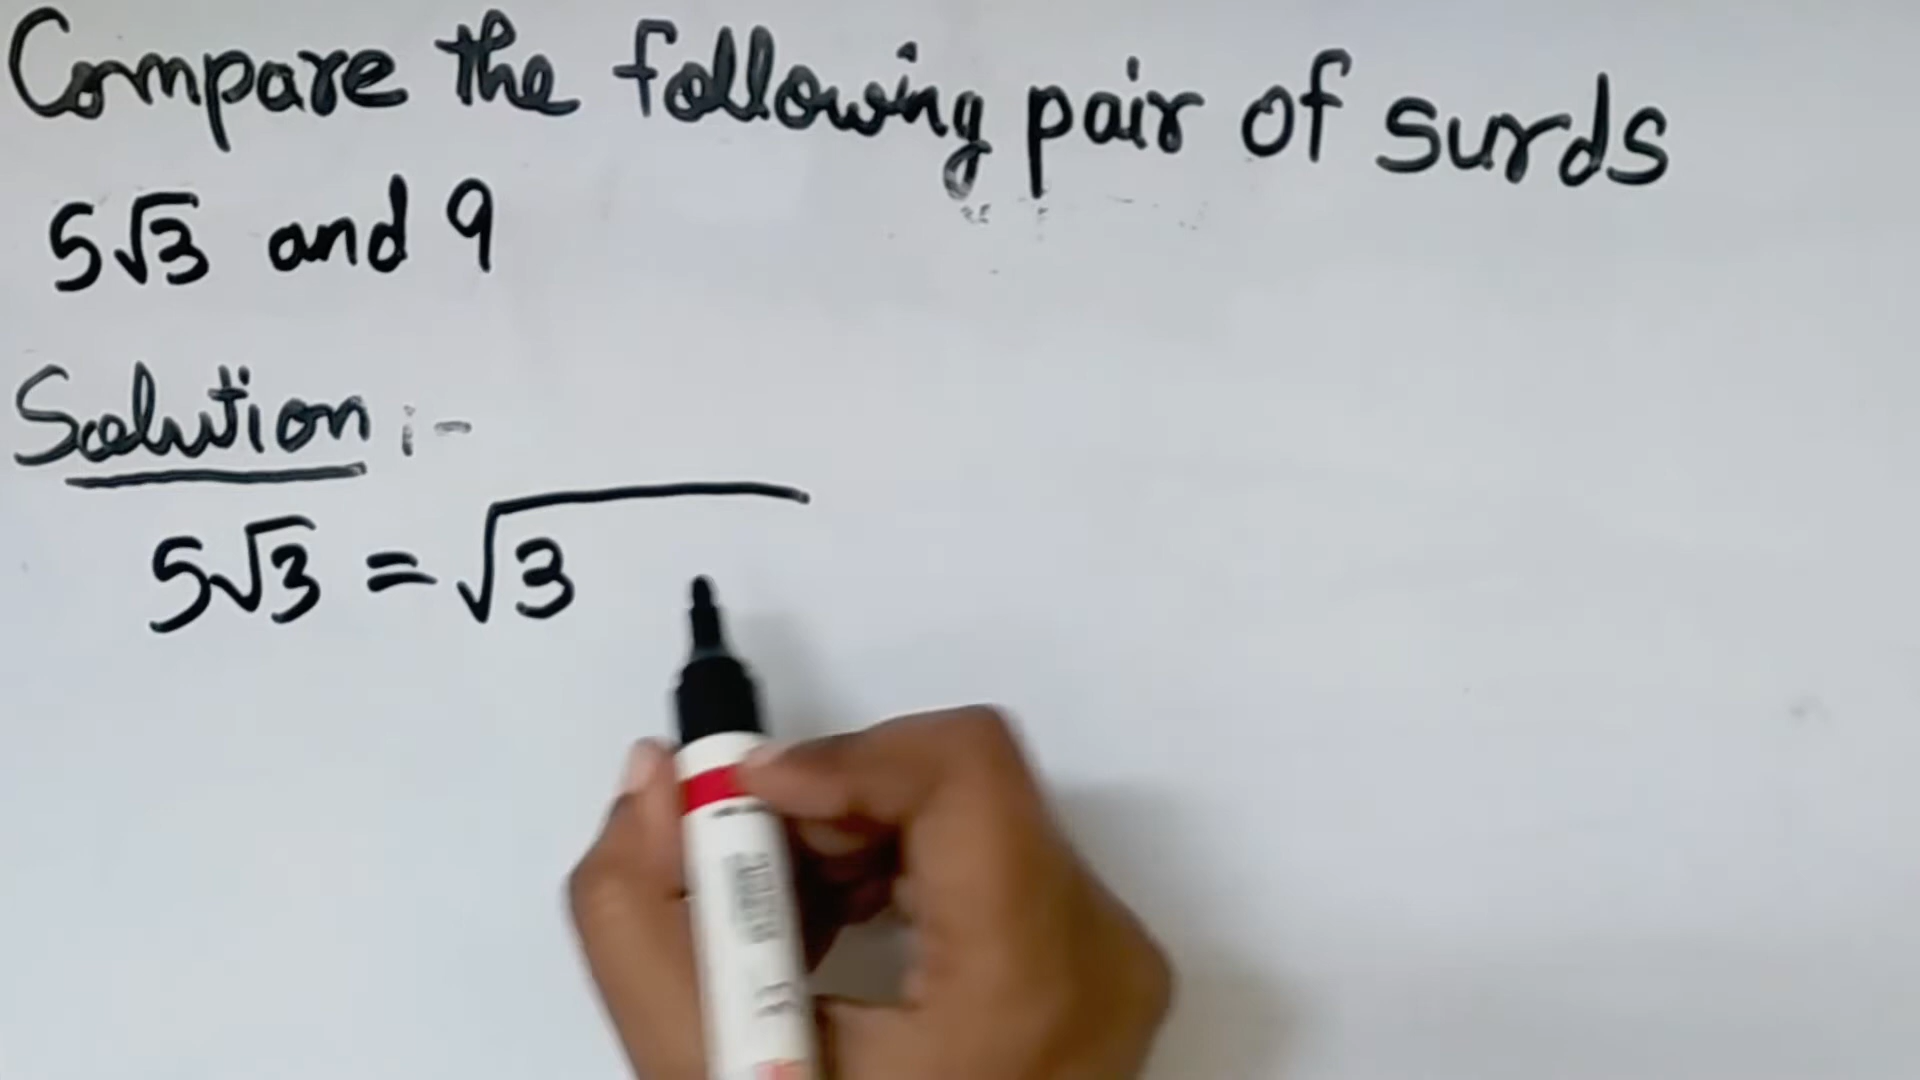 Compare the following pair of surds
5√3 and 9
Solution :-
5√3 = √3